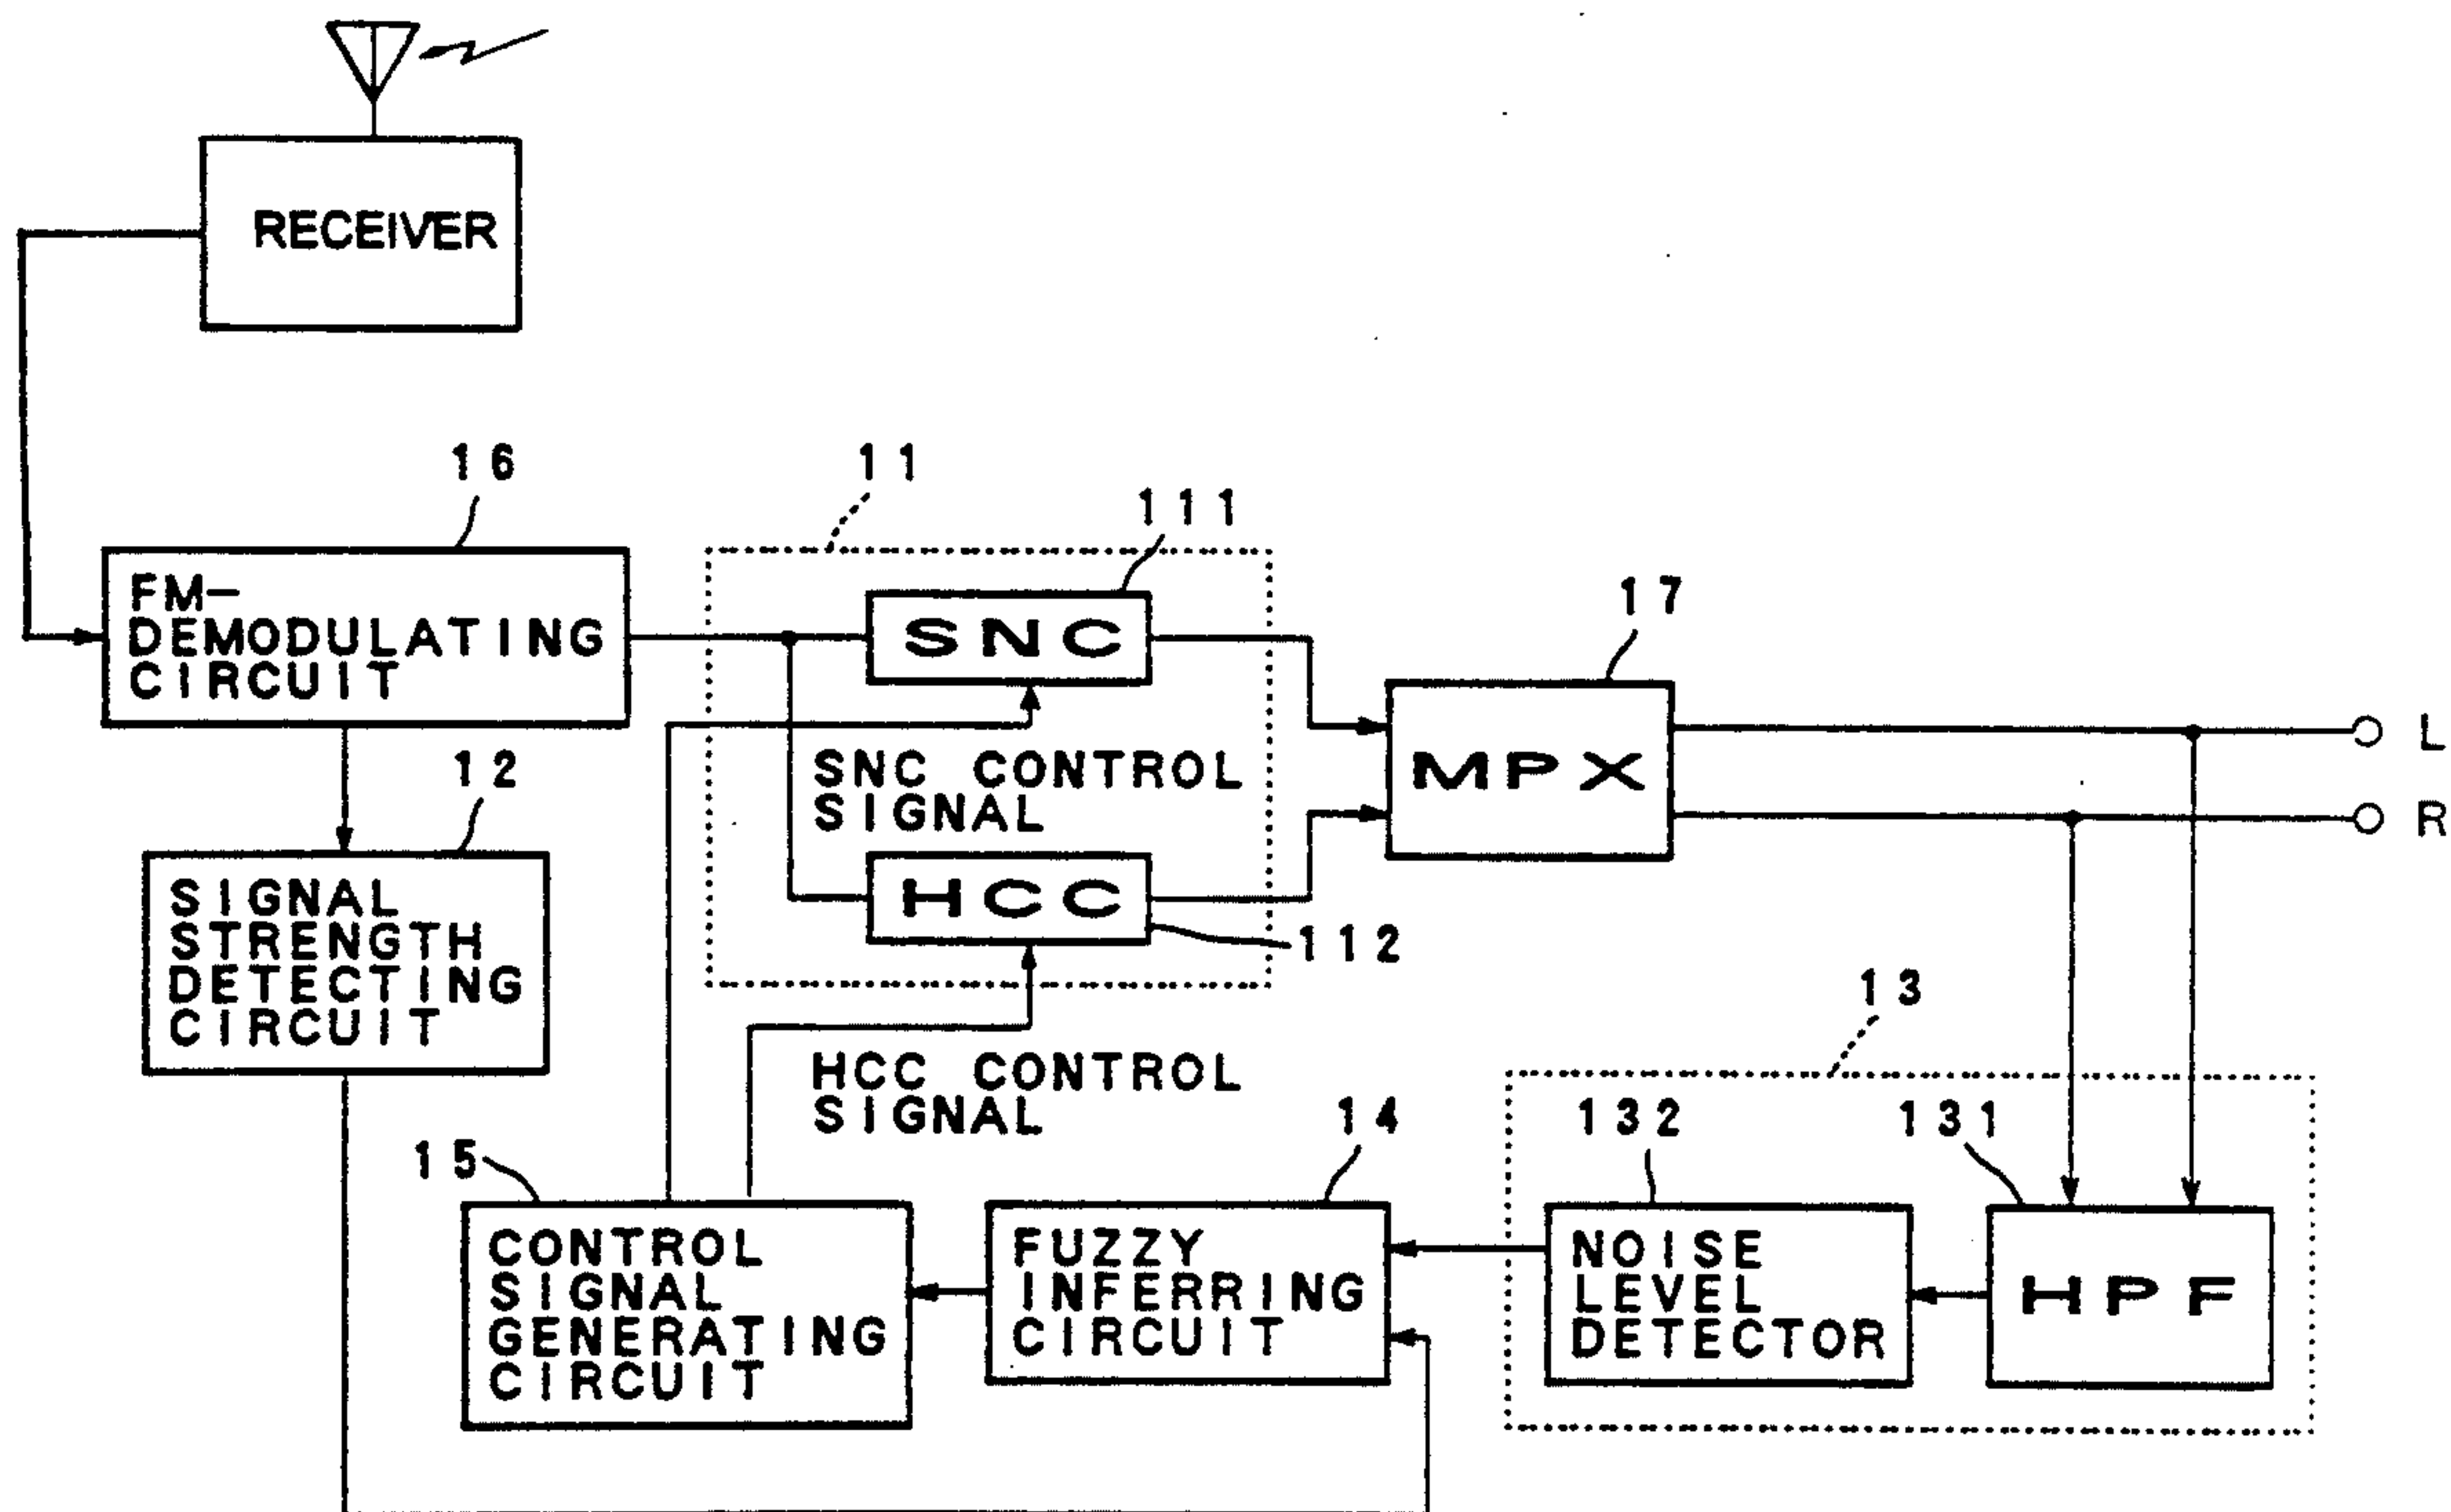 RECEIVER
16
11
111
FM-
DEMODULATING
CIRCUIT
SNC
17
12
SNC CONTROL
SIGNAL
MPX
L
R
SIGNAL
STRENGTH
DETECTING
CIRCUIT
HCC
112
13
HCC CONTROL
SIGNAL
15
14
132
131
CONTROL
SIGNAL
GENERATING
CIRCUIT
FUZZY
INFERRING
CIRCUIT
NOISE
LEVEL
DETECTOR
HPF